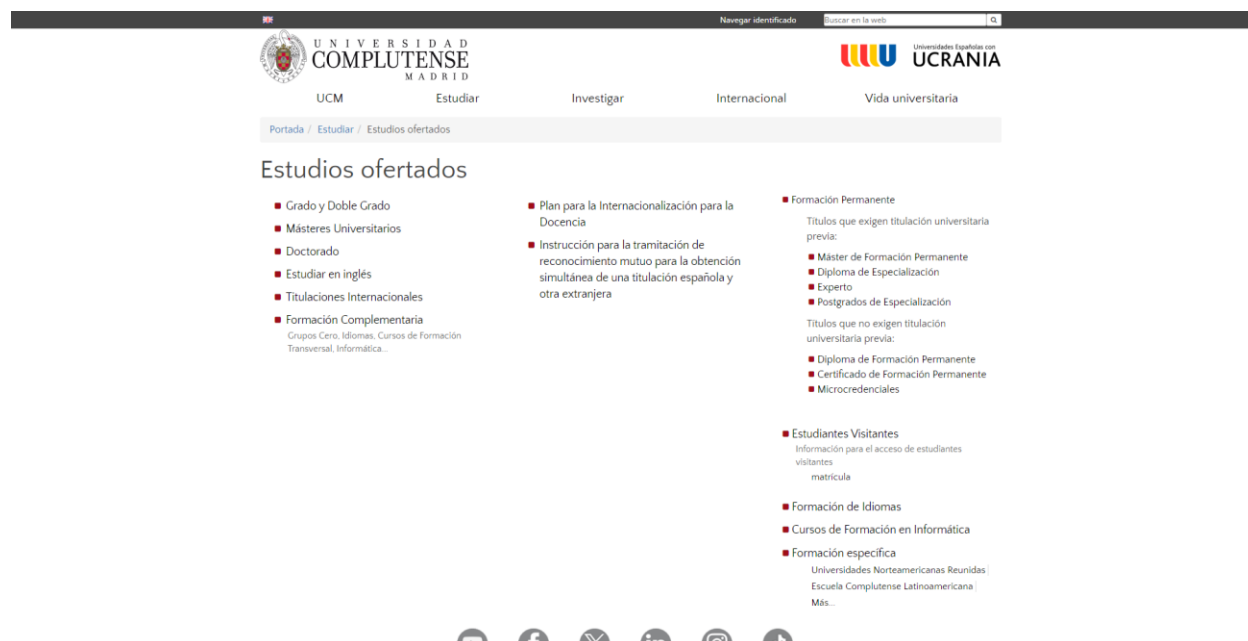 Navegar identificado
Buscar en la web
UNIVERSIDAD
COMPLUTENSE
MADRID
Universidades Españolas con
UCRANIA
UCM
Estudiar
Investigar
Internacional
Vida universitaria
Portada / Estudiar / Estudios ofertados
Estudios ofertados
Grado y Doble Grado
Másteres Universitarios
Doctorado
Estudiar en inglés
Titulaciones Internacionales
Formación Complementaria
Grupos Cero, Idiomas, Cursos de Formación
Transversal, Informática...
Plan para la Internacionalización para la
Docencia
Instrucción para la tramitación de
reconocimiento mutuo para la obtención
simultánea de una titulación española y
otra extranjera
Formación Permanente
Títulos que exigen titulación universitaria
previa:
Máster de Formación Permanente
Diploma de Especialización
Experto
Postgrados de Especialización
Títulos que no exigen titulación
universitaria previa:
Diploma de Formación Permanente
Certificado de Formación Permanente
Microcredenciales
Estudiantes Visitantes
Información para el acceso de estudiantes
visitantes
matrícula
Formación de Idiomas
Cursos de Formación en Informática
Formación específica
Universidades Norteamericanas Reunidas
Escuela Complutense Latinoamericana
Más...